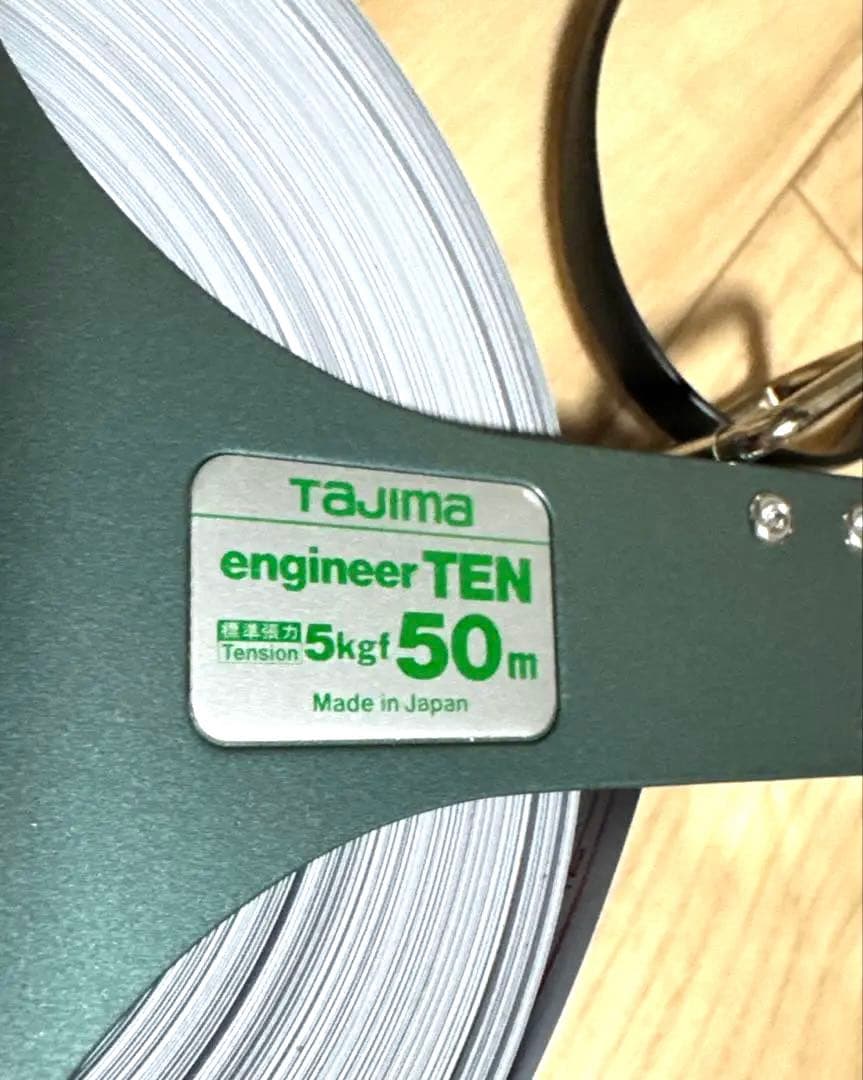 TaJIMa
engineer TEN
標準張力
Tension 5kgf 50m
Made in Japan